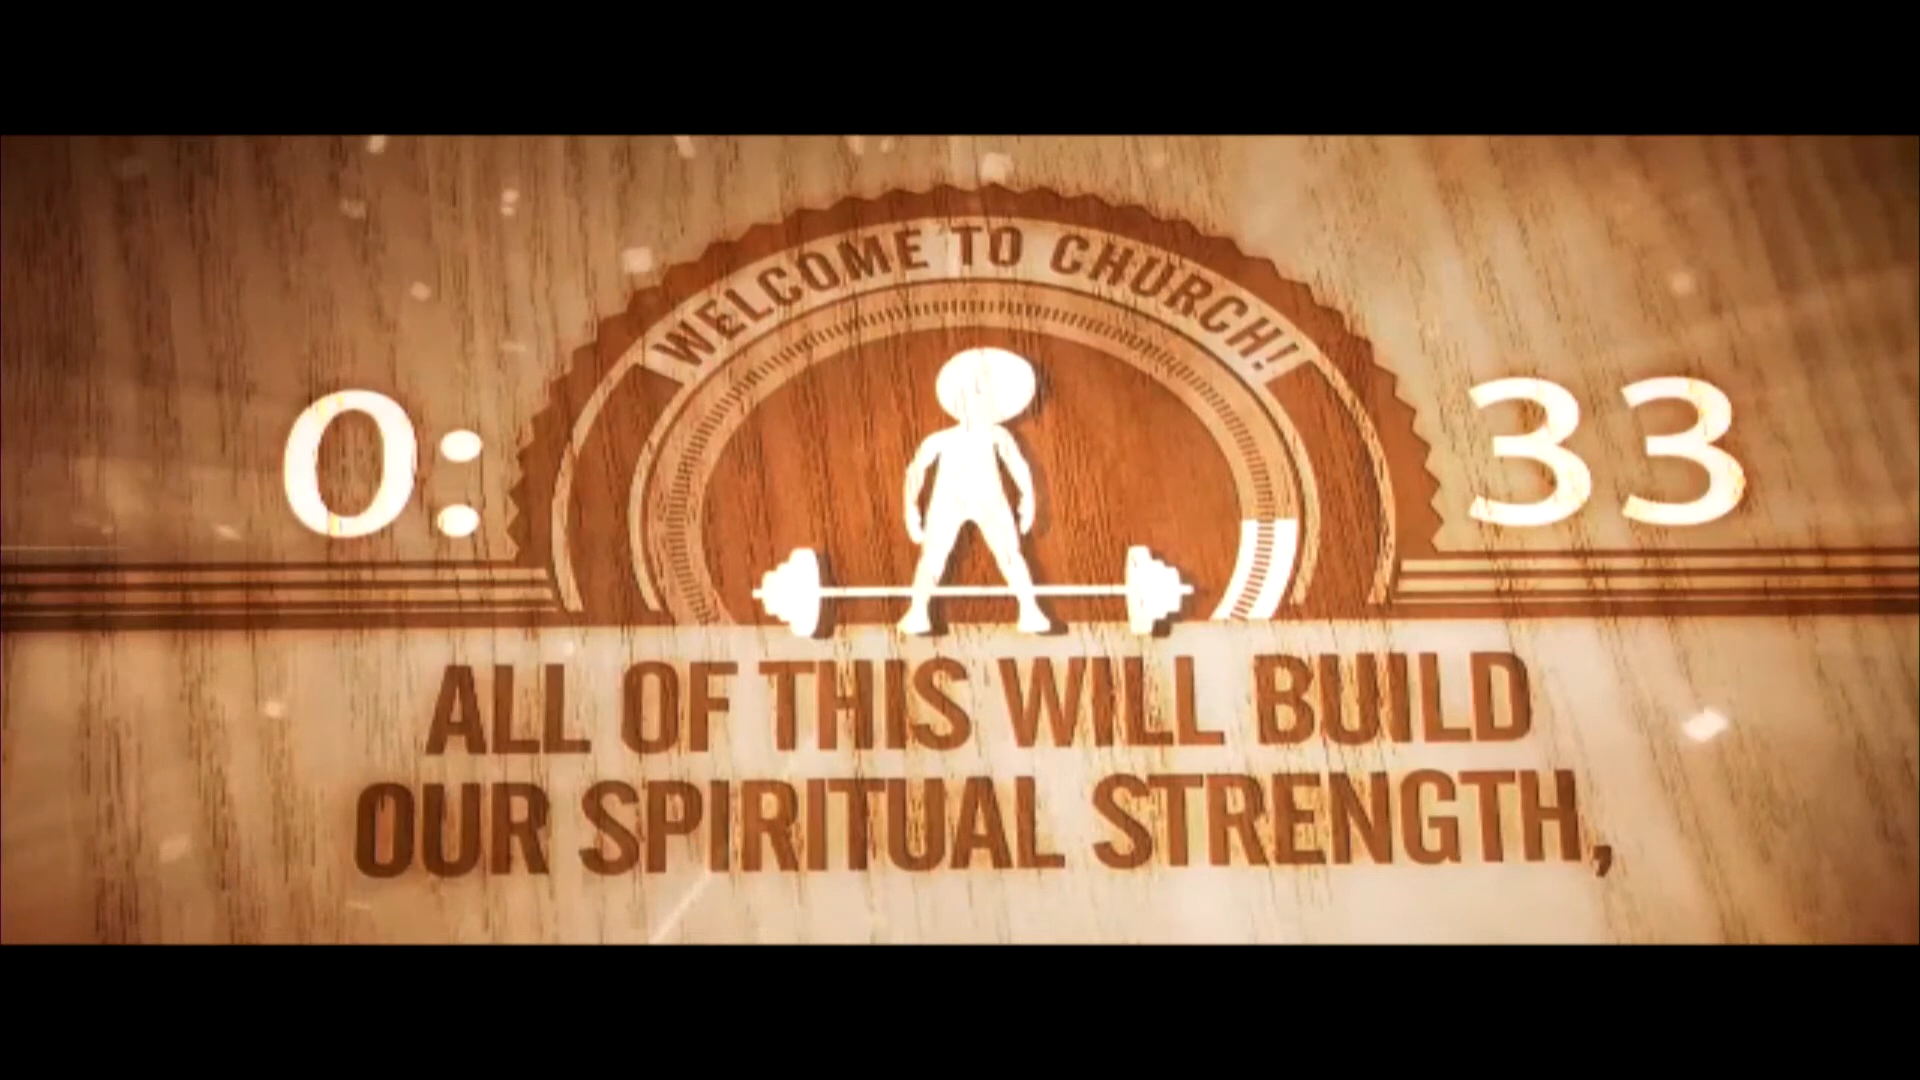 WELCOME TO CHURCH!
0: 33
ALL OF THIS WILL BUILD
OUR SPIRITUAL STRENGTH,